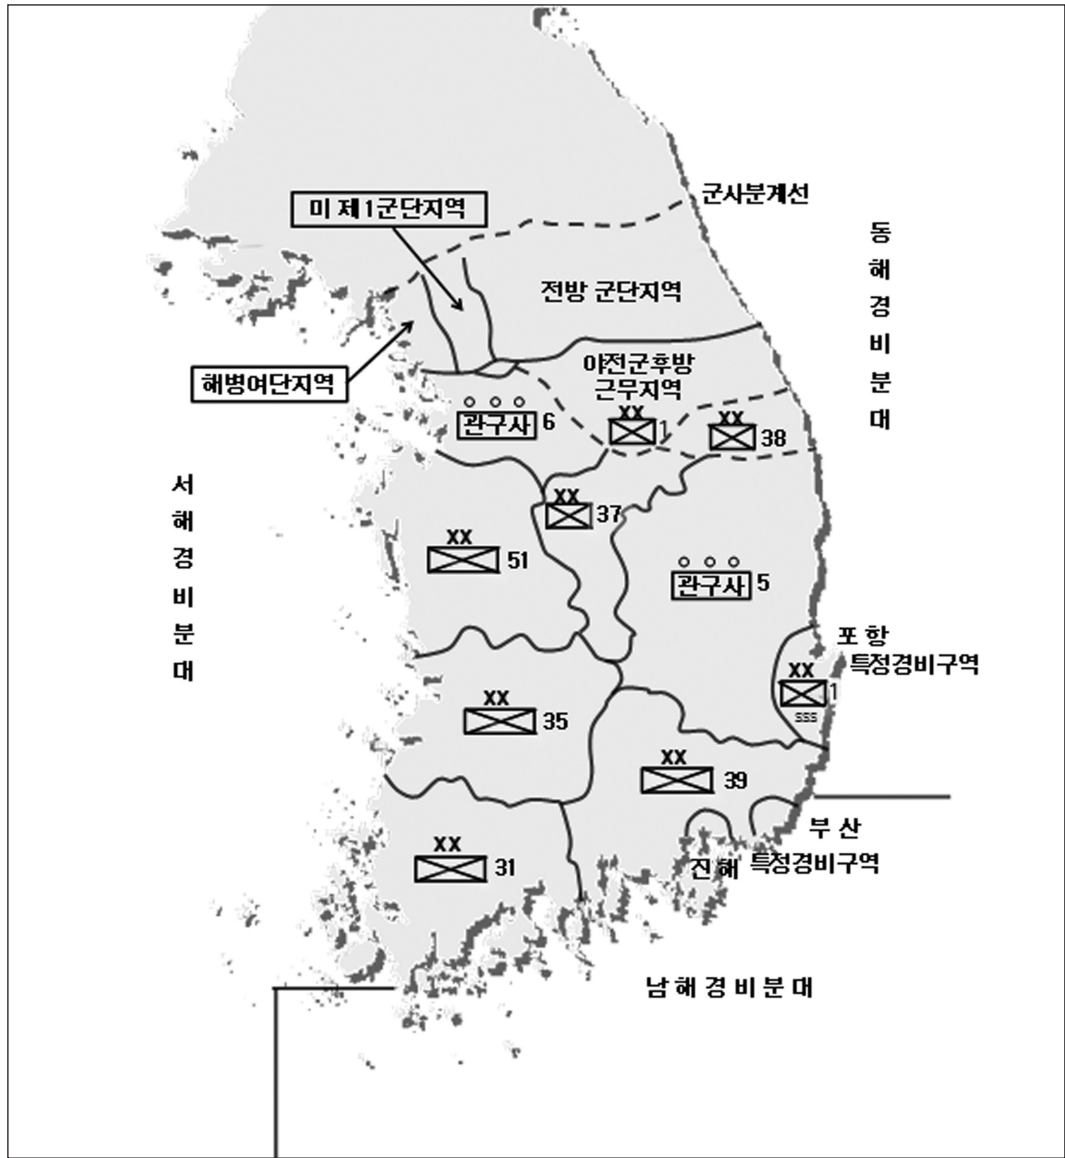 군사분계선
미 제1군단지역
동해경비분대
전방 군단지역
해병여단지역
야전군후방
근무지역
관구사 6
XX 1
XX 38
서해경비분대
XX 37
XX 51
관구사 5
포항
특정경비구역
XX 1
sss
XX 35
XX 39
부산
진해 특정경비구역
XX 31
남해경비분대